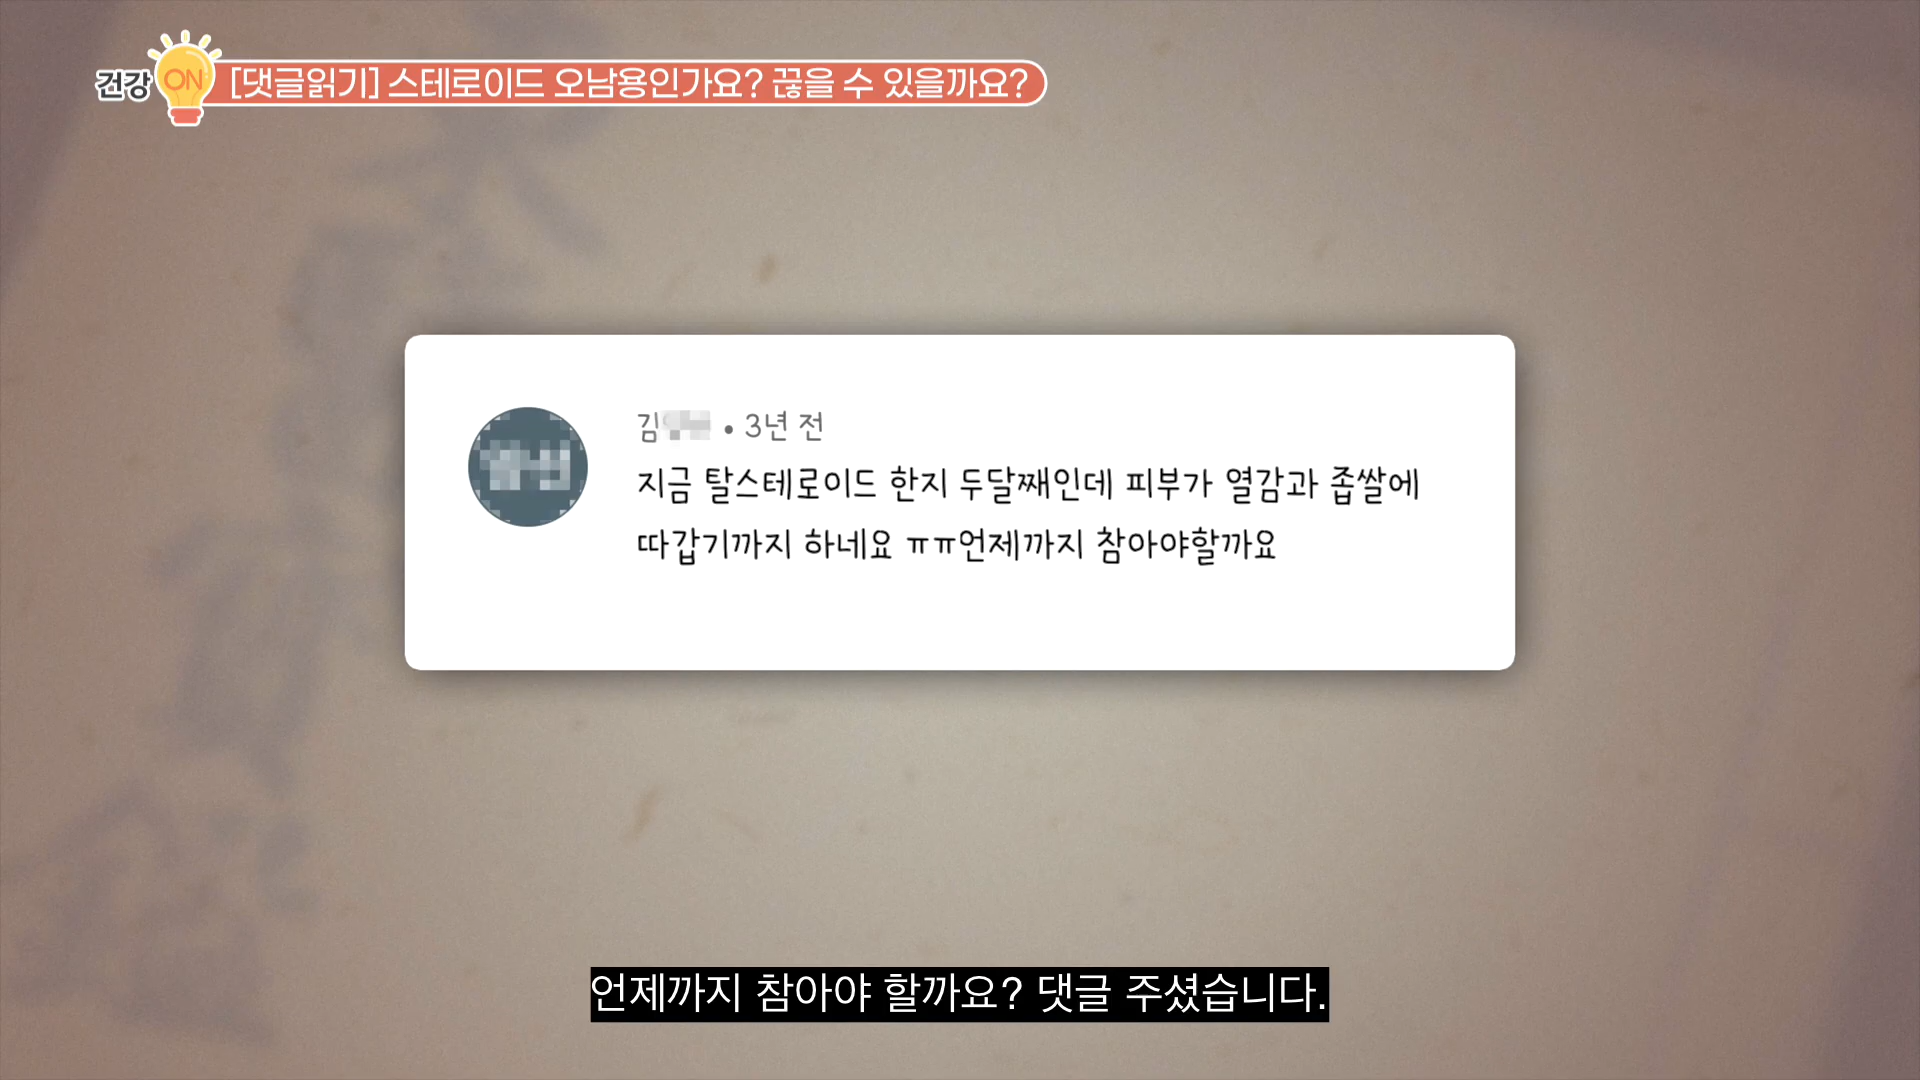 건강 ON [댓글읽기] 스테로이드 오남용인가요? 끊을 수 있을까요?
김 • 3년 전
지금 탈스테로이드 한지 두달째인데 피부가 열감과 좁쌀에
따갑기까지 하네요 ㅠㅠ언제까지 참아야할까요
언제까지 참아야 할까요? 댓글 주셨습니다.